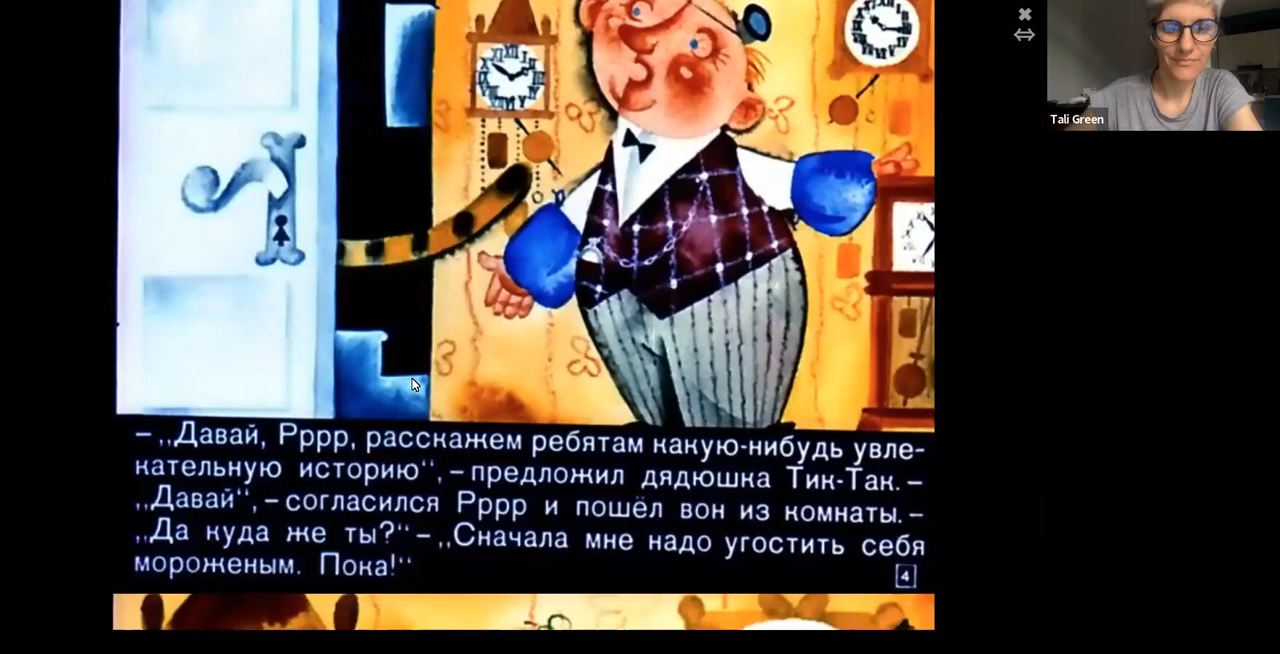 Tali Green
– „Давай, Рррр, расскажем ребятам какую-нибудь увле-
кательную историю“, – предложил дядюшка Тик-Так. –
„Давай“, – согласился Рррр и пошёл вон из комнаты. –
„Да куда же ты?“ – „Сначала мне надо угостить себя
мороженым. Пока!“
4